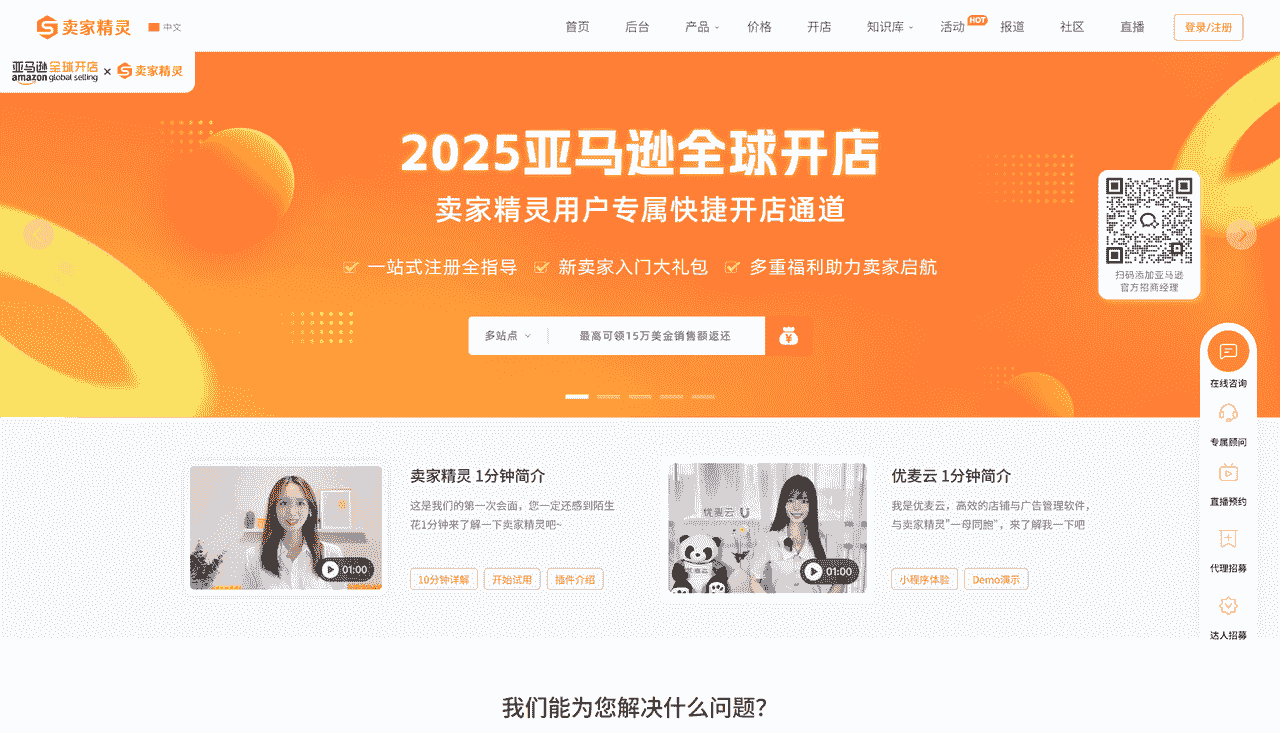 卖家精灵
中文
首页
后台
产品
价格
开店
知识库
活动
HOT
报道
社区
直播
登录/注册
亚马逊全球开店
amazon global selling
×
卖家精灵
2025亚马逊全球开店
卖家精灵用户专属快捷开店通道
一站式注册全指导
新卖家入门大礼包
多重福利助力卖家启航
多站点
最高可领15万美金销售额返还
扫码添加亚马逊
官方招商经理
在线咨询
专属顾问
直播预约
代理招募
达人招募
01:00
卖家精灵 1分钟简介
这是我们的第一次会面，您一定还感到陌生
花1分钟来了解一下卖家精灵吧~
10分钟详解
开始试用
插件介绍
优麦云
01:00
优麦云 1分钟简介
我是优麦云，高效的店铺与广告管理软件，
与卖家精灵"一母同胞"，来了解我一下吧
小程序体验
Demo演示
我们能为您解决什么问题？